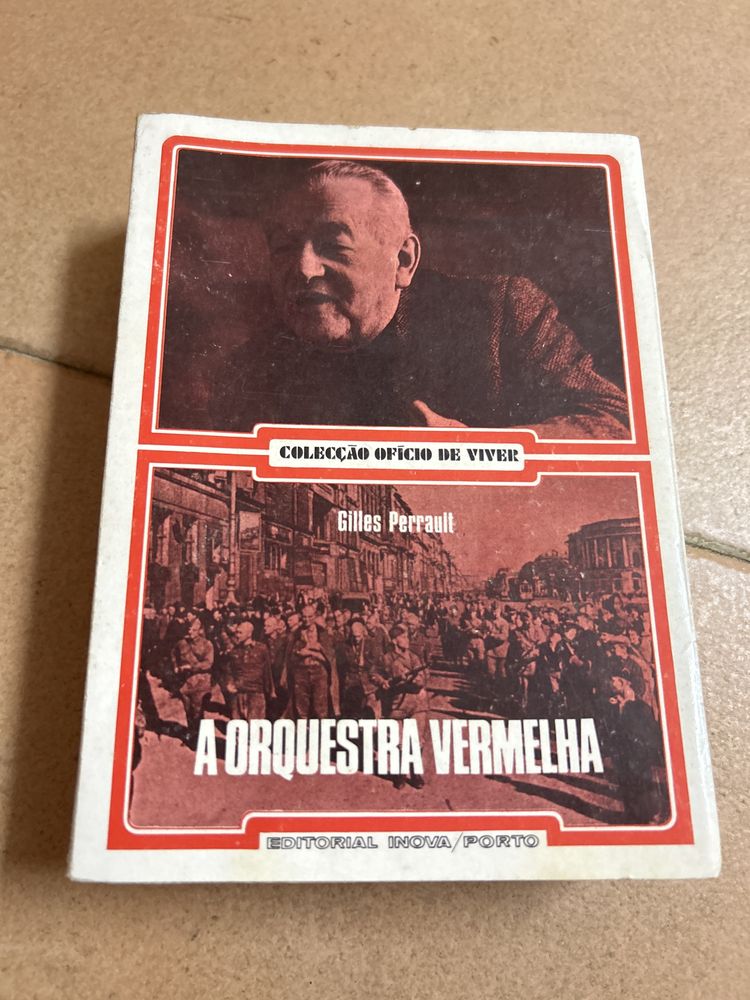 COLECÇÃO OFÍCIO DE VIVER
Gilles Perrault
A ORQUESTRA VERMELHA
EDITORIAL INOVA/PORTO